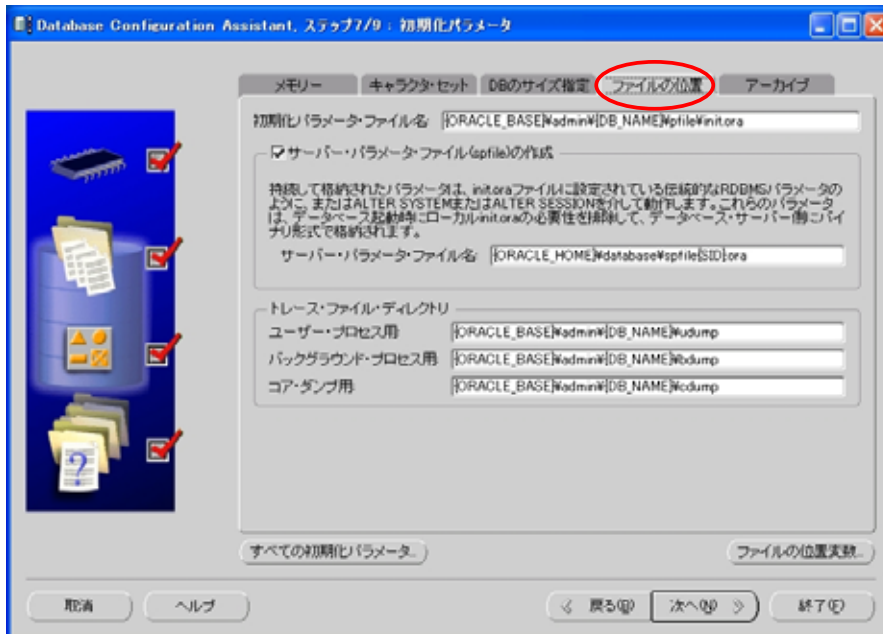 Database Configuration Assistant, ステップ7/9 : 初期化パラメータ
メモリー キャラクタ・セット DBのサイズ指定 ファイルの位置 アーカイブ
初期化パラメータ・ファイル名: {ORACLE_BASE}¥admin¥{DB_NAME}¥pfile¥init.ora
サーバー・パラメータ・ファイル(spfile)の作成
持続して格納されたパラメータは、init.oraファイルに設定されている伝統的なRDBMSパラメータの
ように、またはALTER SYSTEMまたはALTER SESSIONを介して動作します。これらのパラメータ
は、データベース起動時にローカルinit.oraの必要性を排除して、データベース・サーバー側にバイ
ナリ形式で格納されます。
サーバー・パラメータ・ファイル名: {ORACLE_HOME}¥database¥spfile{SID}.ora
トレース・ファイル・ディレクトリ
ユーザー・プロセス用: {ORACLE_BASE}¥admin¥{DB_NAME}¥udump
バックグラウンド・プロセス用: {ORACLE_BASE}¥admin¥{DB_NAME}¥bdump
コア・ダンプ用: {ORACLE_BASE}¥admin¥{DB_NAME}¥cdump
すべての初期化パラメータ... ファイルの位置変数...
取消 ヘルプ 戻る(B) 次へ(N) 終了(F)